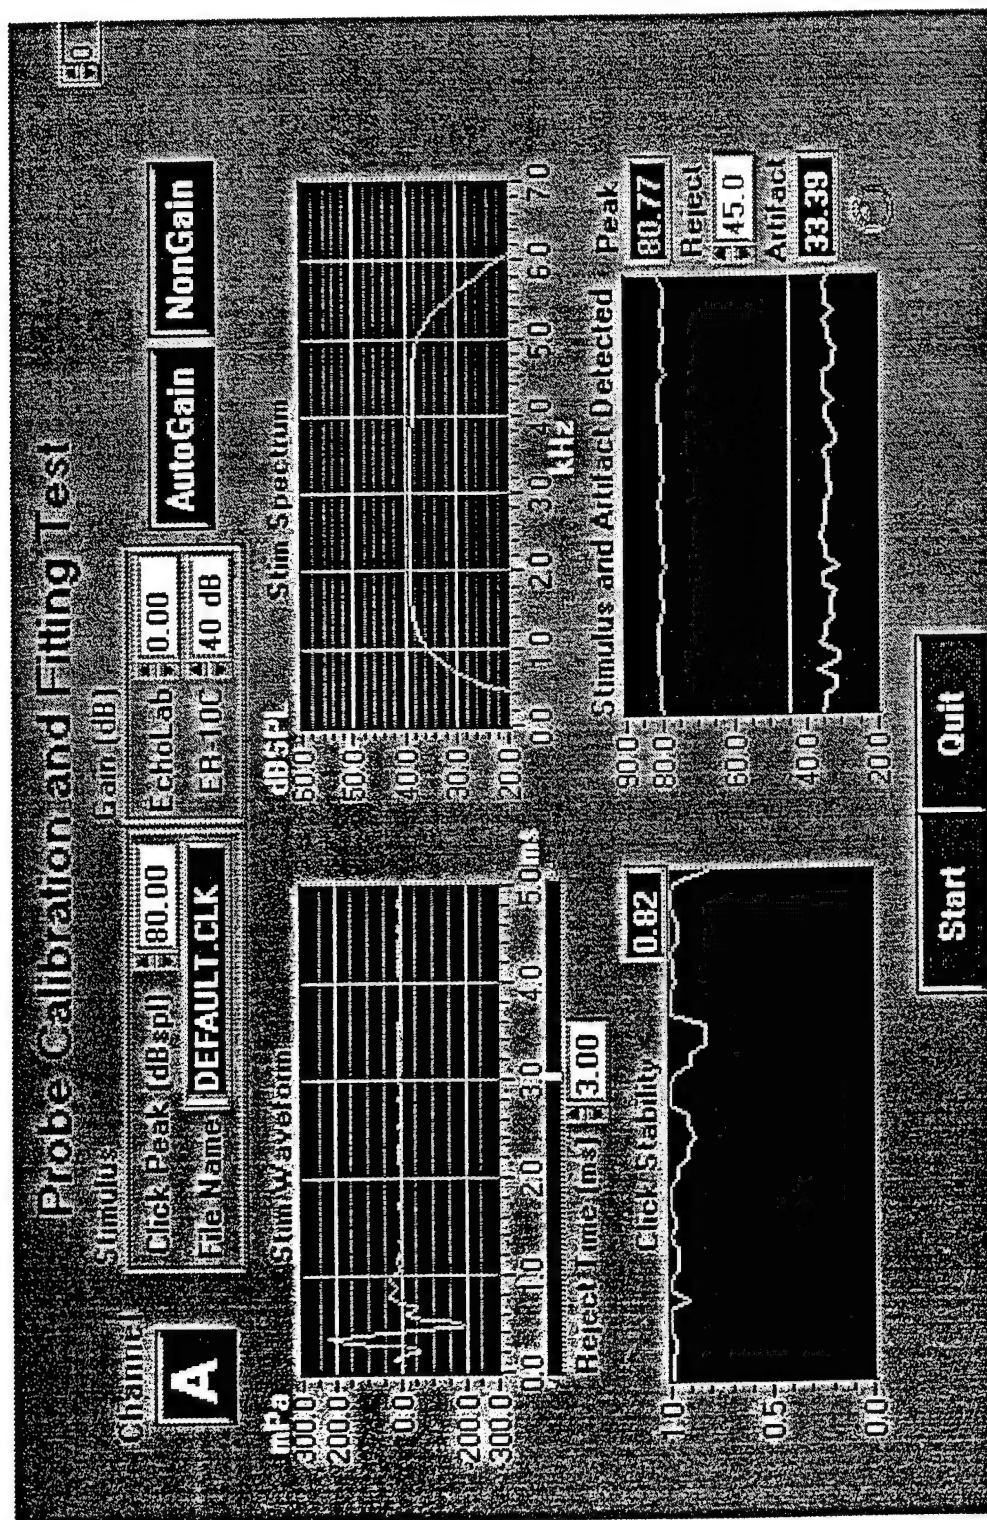 Probe Calibration and Fitting Test
0
Channel
A
Stimulus
Click Peak (dBspl) 80.00
File Name DEFAULT.CLK
Gain (dB)
EchoLab 0.00
ER-10C 40 dB
AutoGain
NonGain
Stim Waveform
mPa
300.0
200.0
0.0
200.0
300.0
0.0 1.0 2.0 3.0 4.0 5.0 ms
Reject Time (ms) 3.00
Stim Spectrum
dBSPL
60.0
50.0
40.0
30.0
20.0
0.0 1.0 2.0 3.0 4.0 5.0 6.0 7.0
kHz
Click Stability
0.82
1.0
0.5
0.0
Stimulus and Artifact Detected
90.0
80.0
60.0
40.0
20.0
Peak
80.77
Reject
45.0
Artifact
33.39
Start
Quit